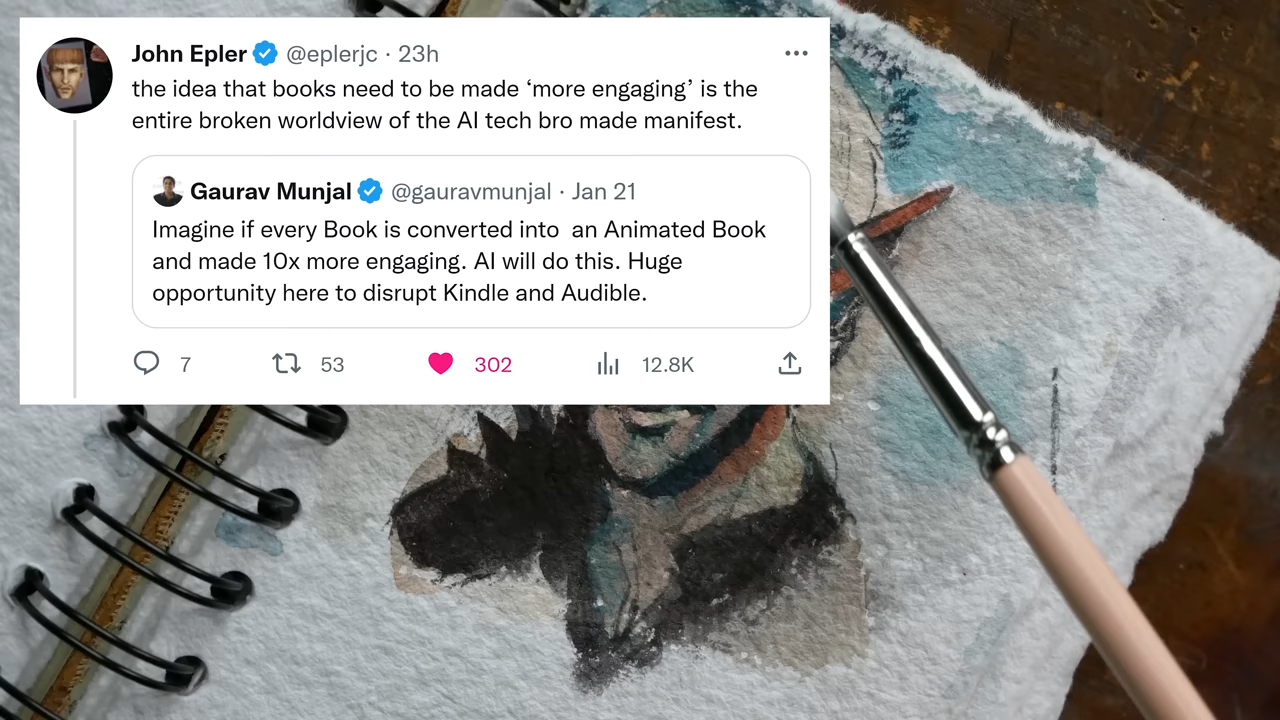 John Epler @eplerjc · 23h
the idea that books need to be made ‘more engaging’ is the
entire broken worldview of the AI tech bro made manifest.
Gaurav Munjal @gauravmunjal · Jan 21
Imagine if every Book is converted into  an Animated Book
and made 10x more engaging. AI will do this. Huge
opportunity here to disrupt Kindle and Audible.
7 53 302 12.8K